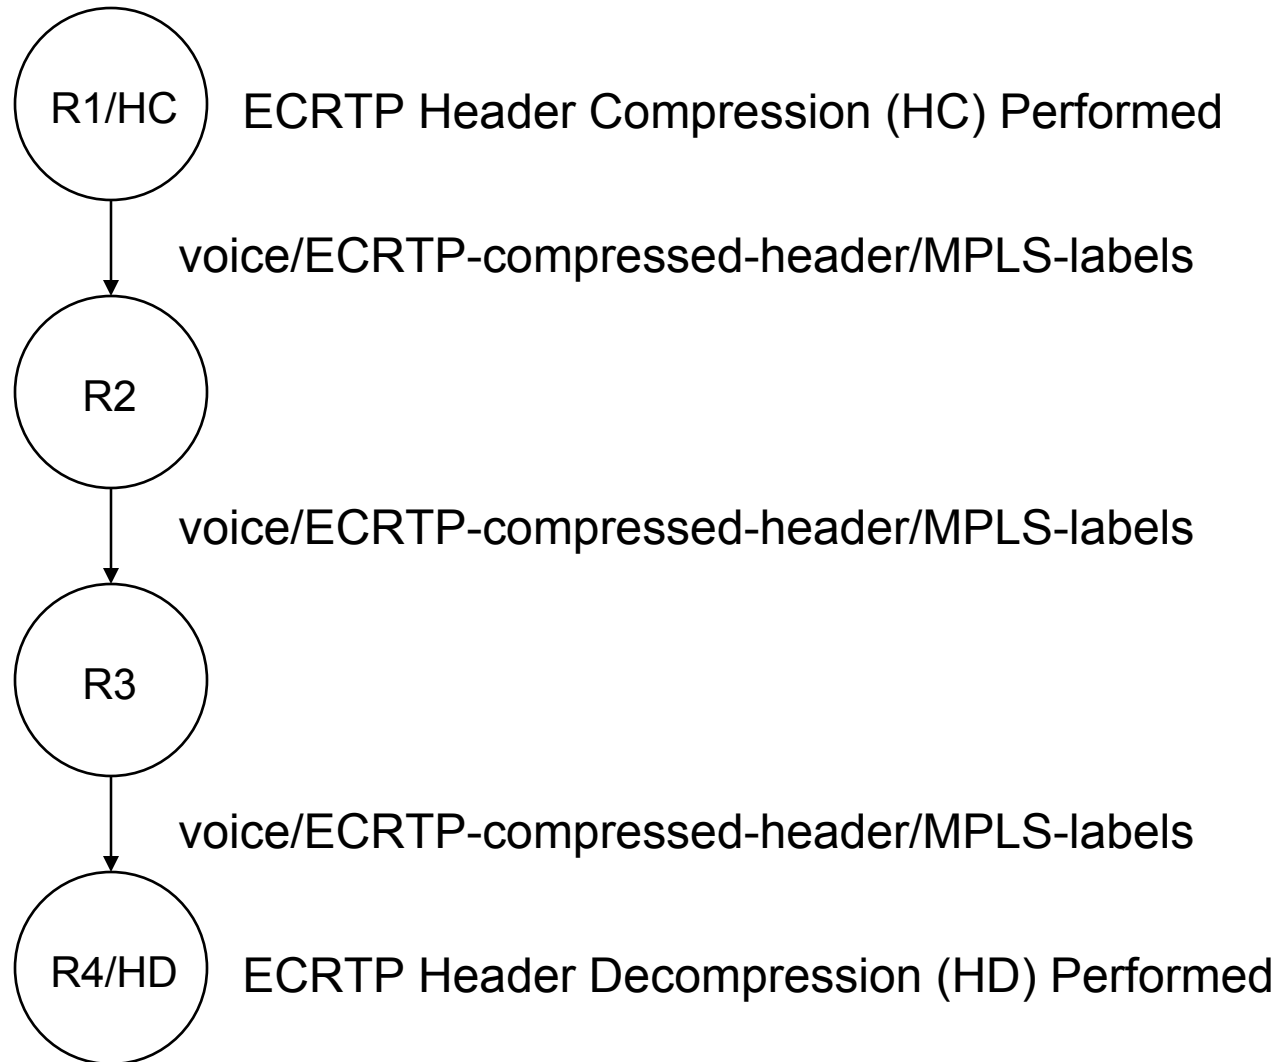 R1/HC
ECRTP Header Compression (HC) Performed
voice/ECRTP-compressed-header/MPLS-labels
R2
voice/ECRTP-compressed-header/MPLS-labels
R3
voice/ECRTP-compressed-header/MPLS-labels
R4/HD
ECRTP Header Decompression (HD) Performed